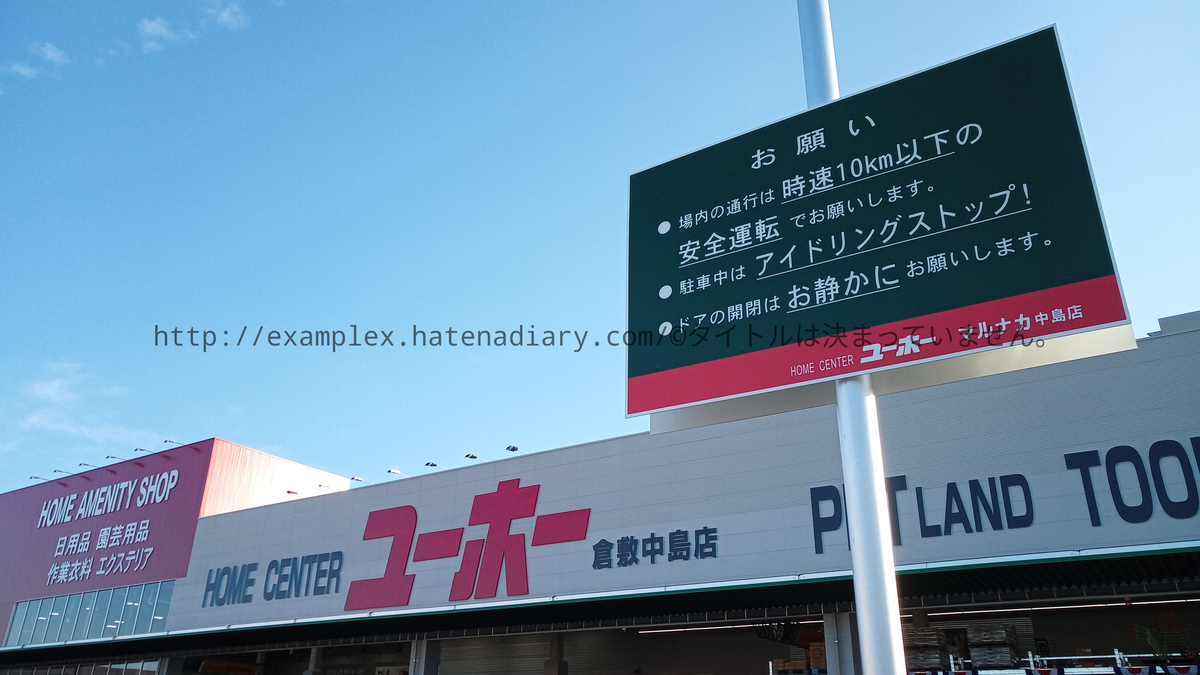 お願い
●場内の通行は時速10km以下の
安全運転でお願いします。
●駐車中はアイドリングストップ!
●ドアの開閉はお静かにお願いします。
HOME CENTER ユーホー マルナカ中島店
http://examplex.hatenadiary.com/©タイトルは決まっていません。
HOME AMENITY SHOP
日用品 園芸用品
作業衣料 エクステリア
HOME CENTER ユーホー 倉敷中島店
LAND